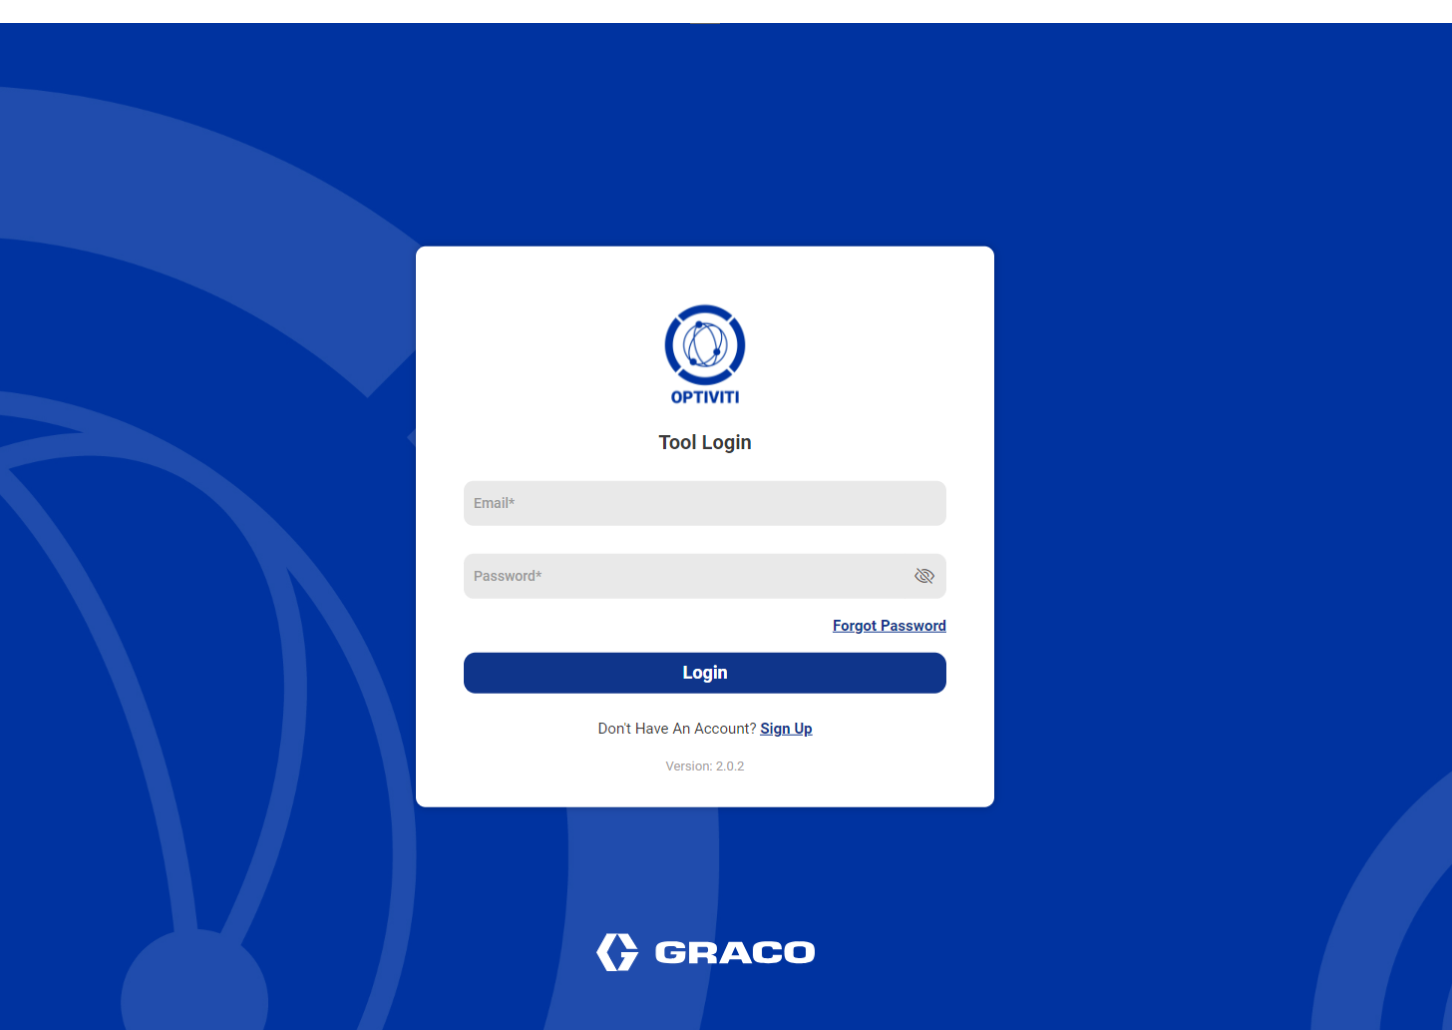 OPTIVITI
Tool Login
Email*
Password*
Forgot Password
Login
Don't Have An Account? Sign Up
Version: 2.0.2
GRACO